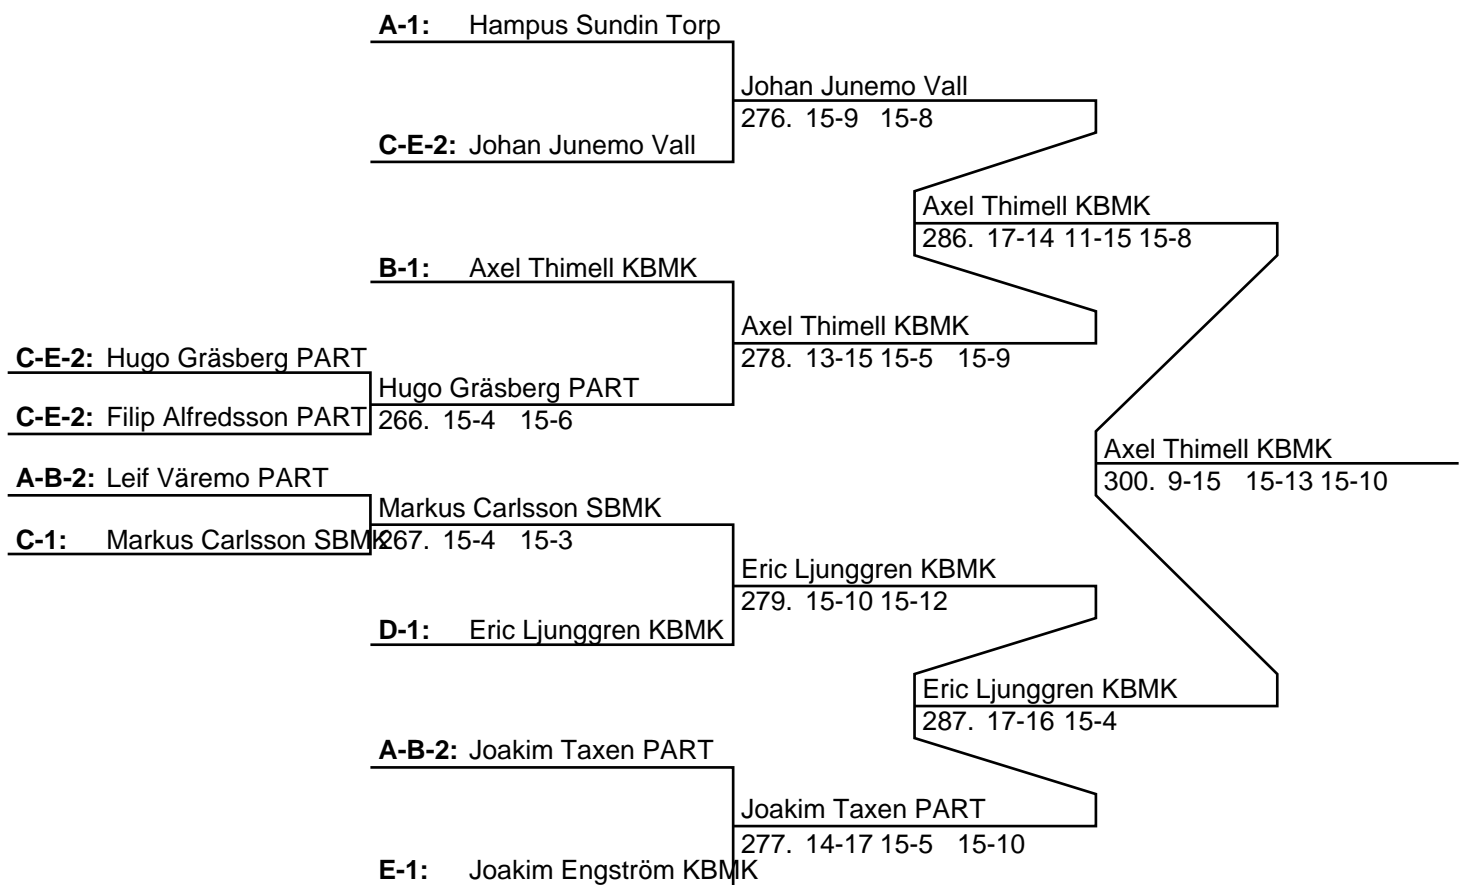 A-1: Hampus Sundin Torp
Johan Junemo Vall
276. 15-9 15-8
C-E-2: Johan Junemo Vall
Axel Thimell KBMK
286. 17-14 11-15 15-8
B-1: Axel Thimell KBMK
Axel Thimell KBMK
278. 13-15 15-5 15-9
C-E-2: Hugo Gräsberg PART
Hugo Gräsberg PART
266. 15-4 15-6
C-E-2: Filip Alfredsson PART
Axel Thimell KBMK
300. 9-15 15-13 15-10
A-B-2: Leif Väremo PART
Markus Carlsson SBMK
267. 15-4 15-3
C-1: Markus Carlsson SBMK
Eric Ljunggren KBMK
279. 15-10 15-12
D-1: Eric Ljunggren KBMK
Eric Ljunggren KBMK
287. 17-16 15-4
A-B-2: Joakim Taxen PART
Joakim Taxen PART
277. 14-17 15-5 15-10
E-1: Joakim Engström KBMK